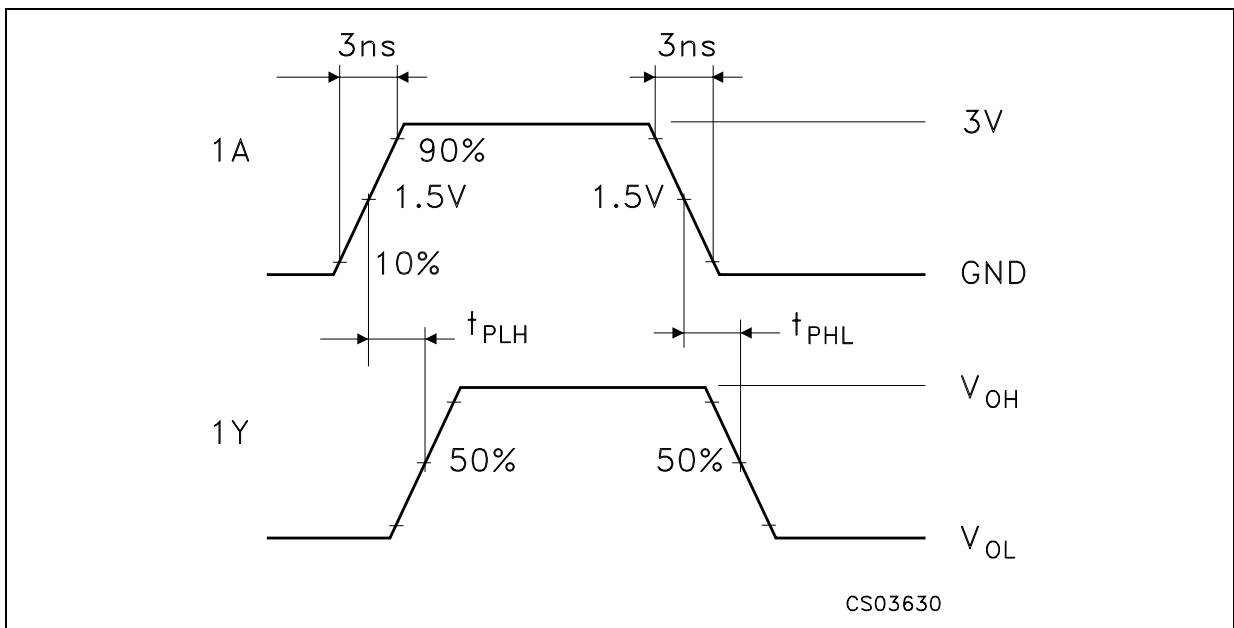 3ns 3ns
1A 3V
90%
1.5V 1.5V
10% GND
tPLH tPHL
VOH
1Y
50% 50%
VOL
CS03630